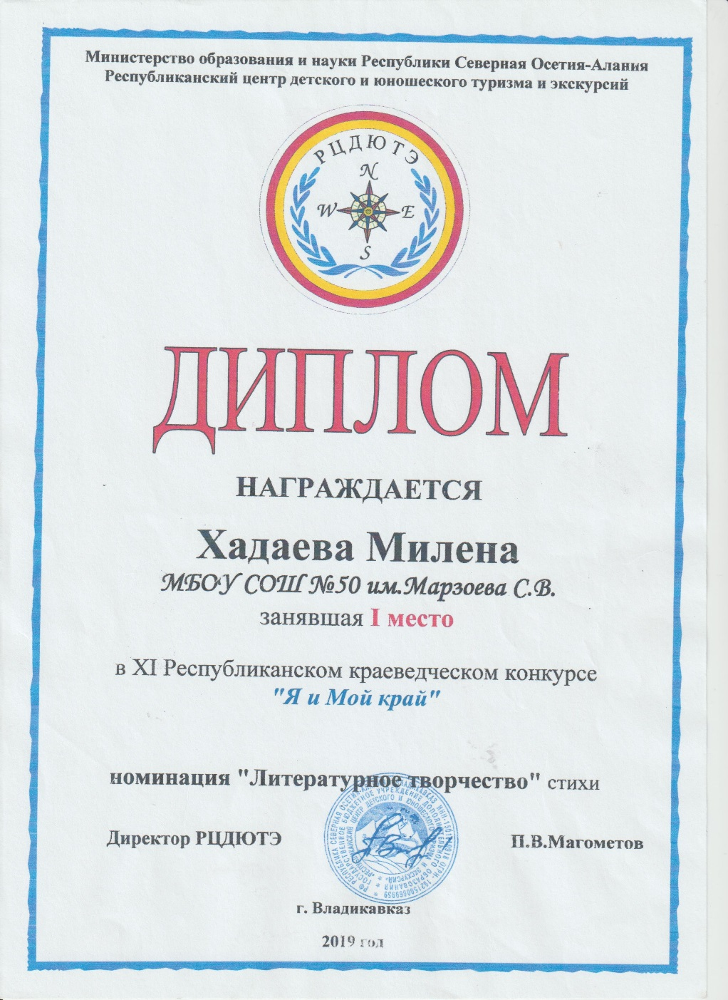 Министерство образования и науки Республики Северная Осетия-Алания
Республиканский центр детского и юношеского туризма и экскурсий
РЦДЮТЭ
N
W E
S
ДИПЛОМ
НАГРАЖДАЕТСЯ
Хадаева Милена
МБОУ СОШ №50 им.Марзоева С.В.
занявшая I место
в XI Республиканском краеведческом конкурсе
"Я и Мой край"
номинация "Литературное творчество" стихи
Директор РЦДЮТЭ П.В.Магометов
г. Владикавказ
2019 год